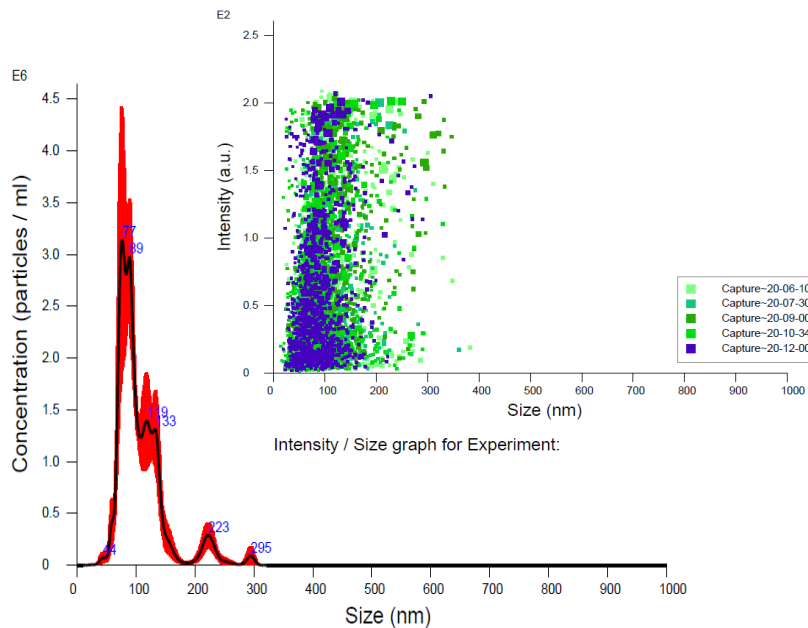 E2
2.5
2.0
1.5
1.0
0.5
0
Intensity (a.u.)
0 100 200 300 400 500 600 700 800 900 1000
Size (nm)
Capture~20-06-10
Capture~20-07-30
Capture~20-09-00
Capture~20-10-34
Capture~20-12-00
Intensity / Size graph for Experiment:
E6
4.5
4.0
3.5
3.0
2.5
2.0
1.5
1.0
0.5
0
Concentration (particles / ml)
77
89
119
133
44
223
295
0 100 200 300 400 500 600 700 800 900 1000
Size (nm)